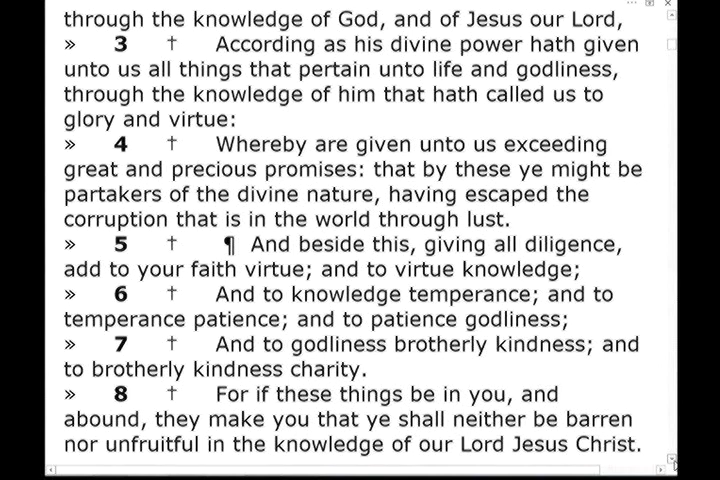 through the knowledge of God, and of Jesus our Lord,
» 3 † According as his divine power hath given
unto us all things that pertain unto life and godliness,
through the knowledge of him that hath called us to
glory and virtue:
» 4 † Whereby are given unto us exceeding
great and precious promises: that by these ye might be
partakers of the divine nature, having escaped the
corruption that is in the world through lust.
» 5 † ¶ And beside this, giving all diligence,
add to your faith virtue; and to virtue knowledge;
» 6 † And to knowledge temperance; and to
temperance patience; and to patience godliness;
» 7 † And to godliness brotherly kindness; and
to brotherly kindness charity.
» 8 † For if these things be in you, and
abound, they make you that ye shall neither be barren
nor unfruitful in the knowledge of our Lord Jesus Christ.